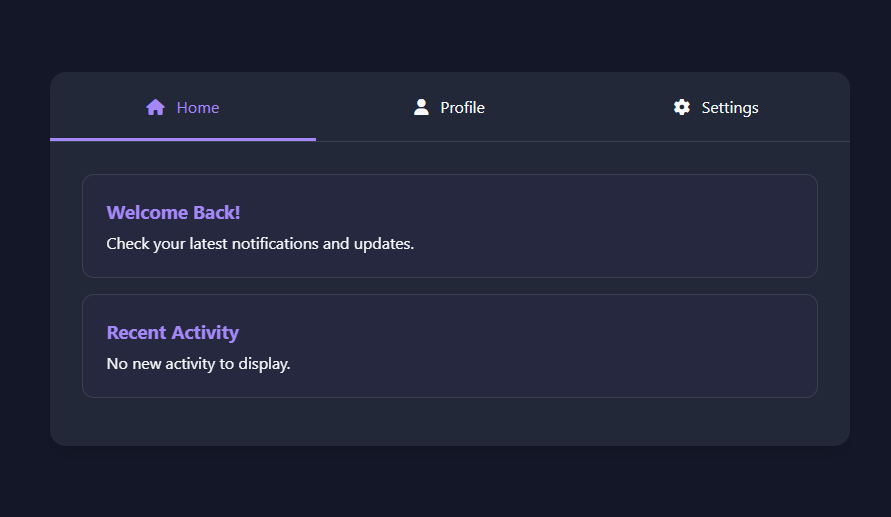 Home
Profile
Settings
Welcome Back!
Check your latest notifications and updates.
Recent Activity
No new activity to display.